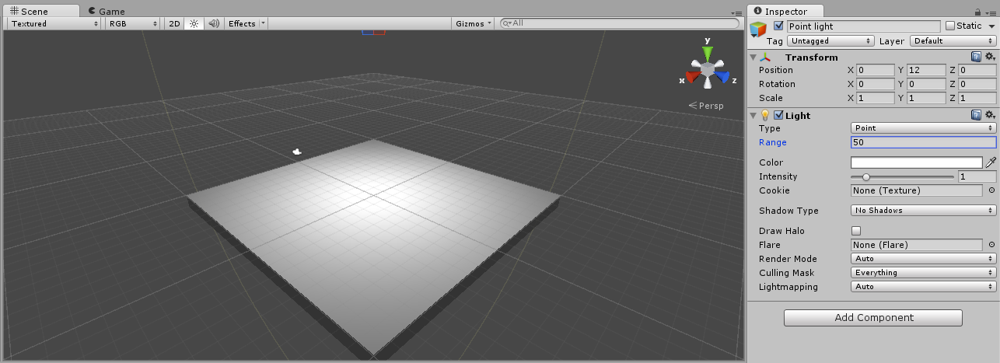 Scene Game
Textured RGB 2D Effects Gizmos All
y
x z
Persp
Inspector
Point light Static
Tag Untagged Layer Default
Transform
Position X 0 Y 12 Z 0
Rotation X 0 Y 0 Z 0
Scale X 1 Y 1 Z 1
Light
Type Point
Range 50
Color
Intensity 1
Cookie None (Texture)
Shadow Type No Shadows
Draw Halo
Flare None (Flare)
Render Mode Auto
Culling Mask Everything
Lightmapping Auto
Add Component